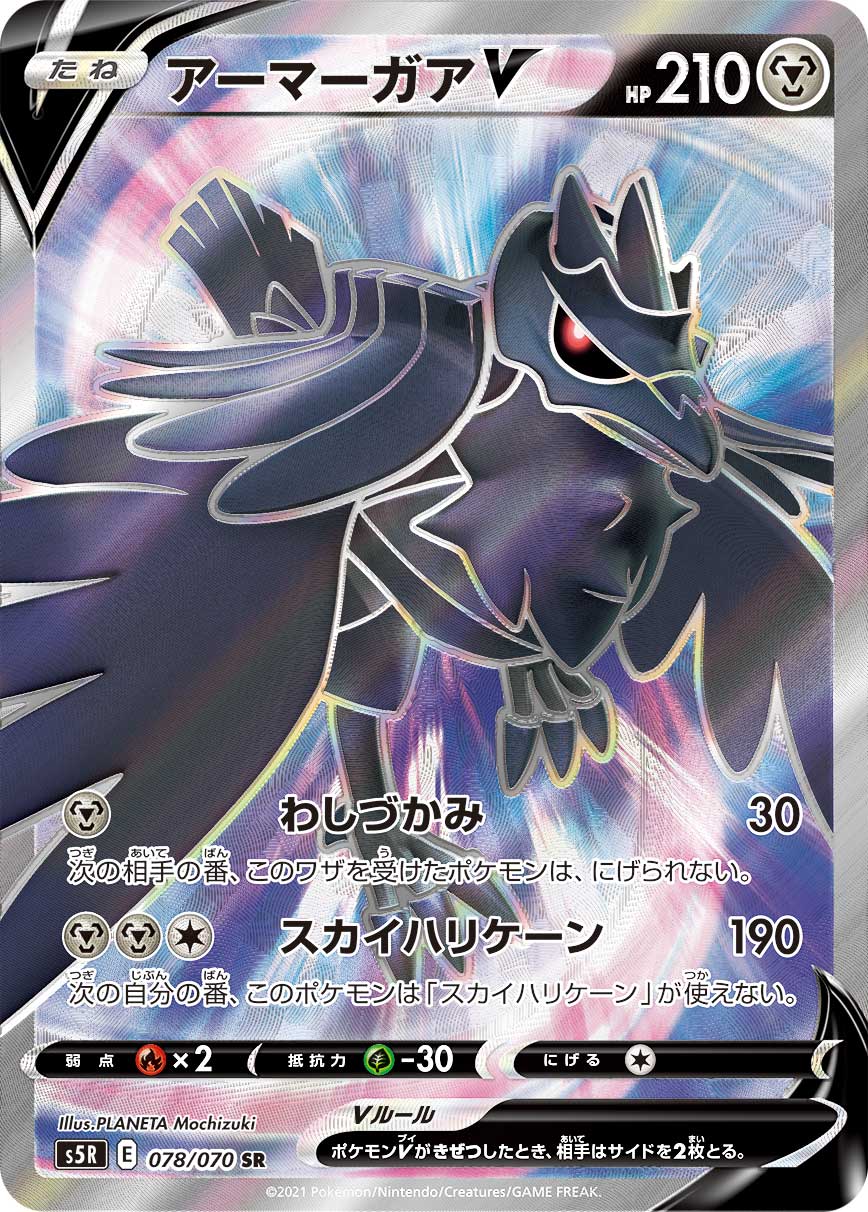 たね アーマーガアV HP 210
わしづかみ 30
次の相手の番、このワザを受けたポケモンは、にげられない。
スカイハリケーン 190
次の自分の番、このポケモンは「スカイハリケーン」が使えない。
弱点 ×2 抵抗力 -30 にげる
Illus.PLANETA Mochizuki
Vルール
ポケモンVがきぜつしたとき、相手はサイドを2枚とる。
s5R E 078/070 SR
©2021 Pokémon/Nintendo/Creatures/GAME FREAK.